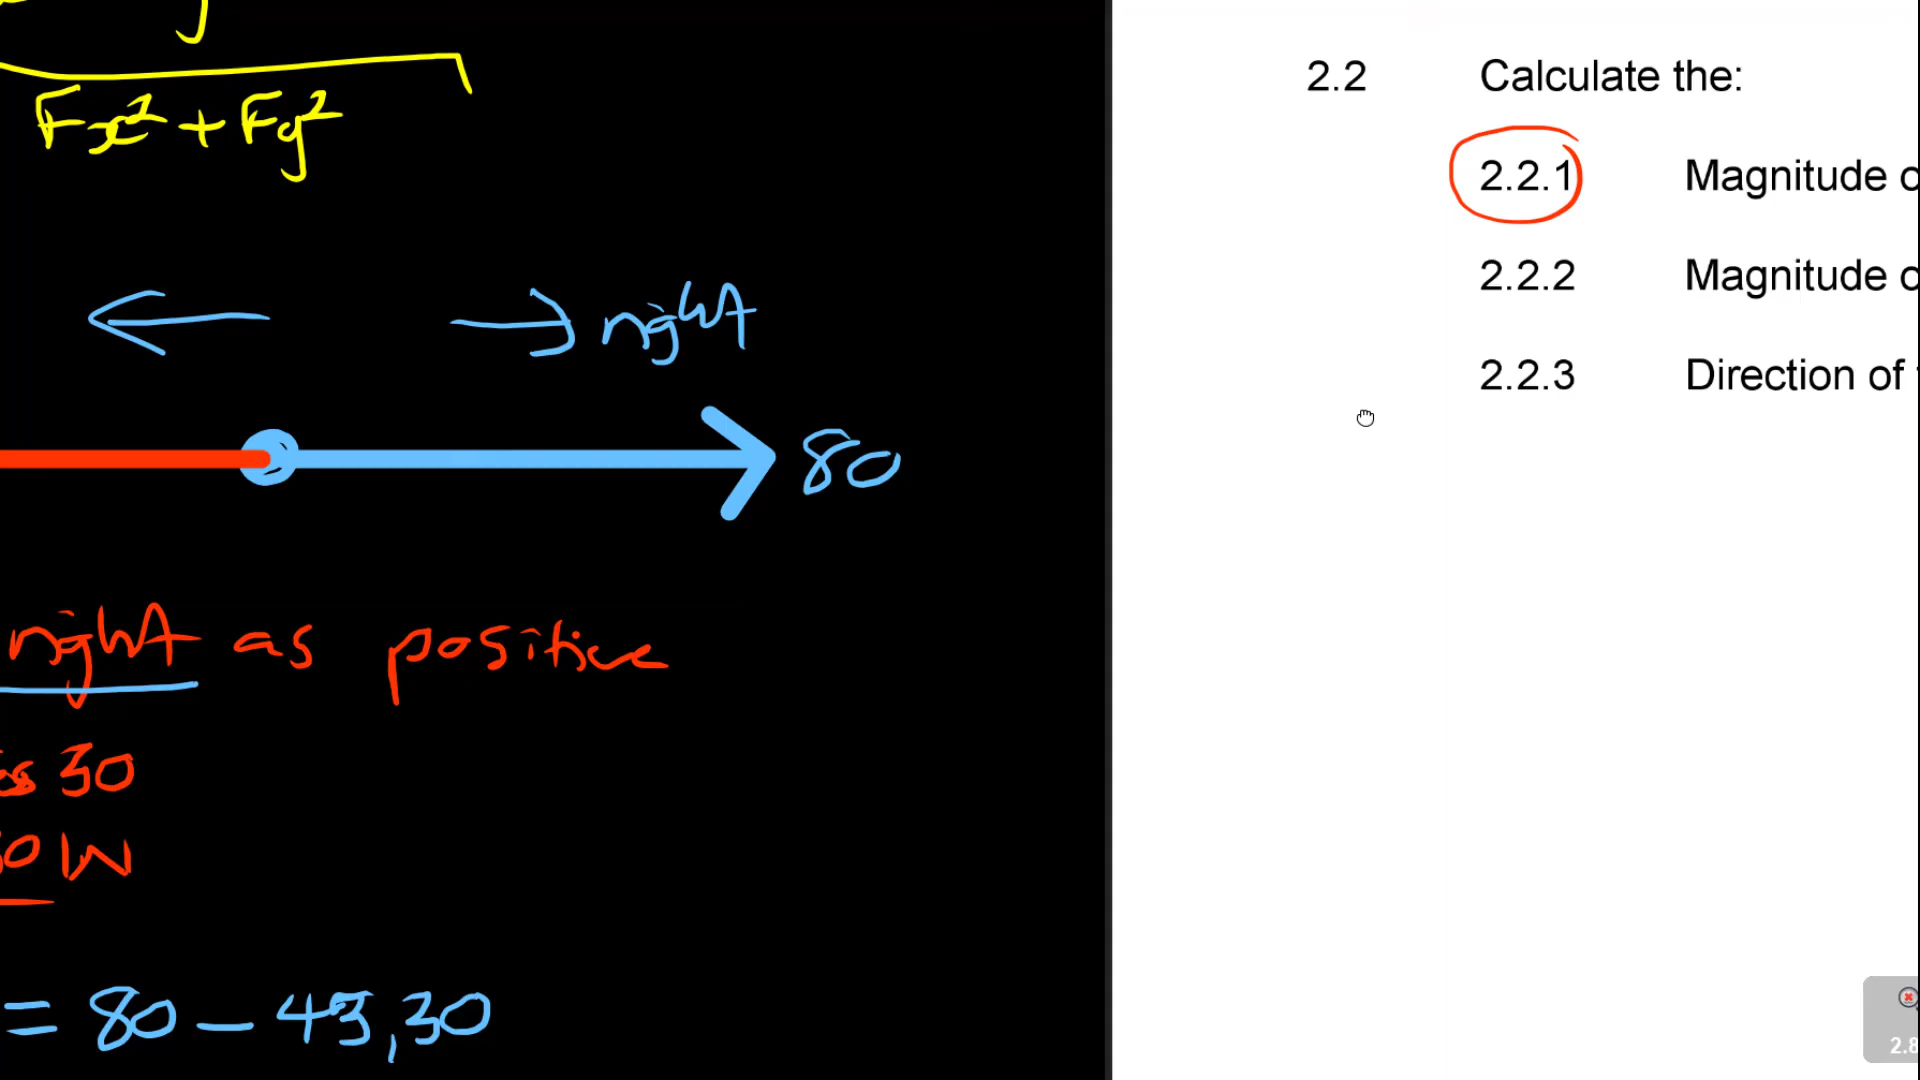 Fx² + Fy²
right
80
right as positive
30
0 N
= 80 - 43,30
2.2 Calculate the:
2.2.1 Magnitude o
2.2.2 Magnitude o
2.2.3 Direction of
2.8